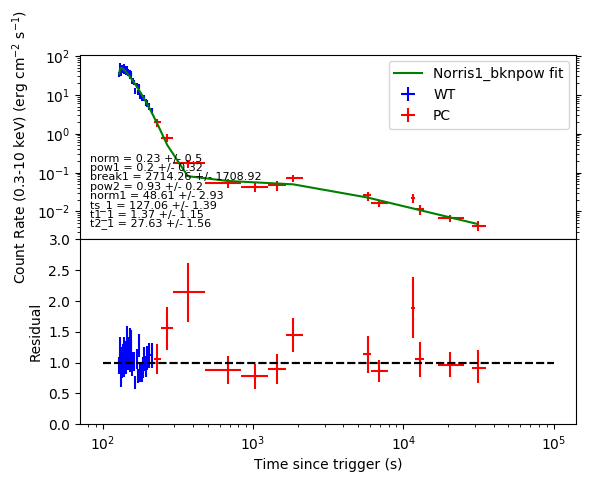 Count Rate (0.3-10 keV) (erg cm⁻² s⁻¹)
10²
10¹
10⁰
10⁻¹
10⁻²
Norris1_bknpow fit
WT
PC
norm = 0.23 +/- 0.5
pow1 = 0.2 +/- 0.32
break1 = 2714.26 +/- 1708.92
pow2 = 0.93 +/- 0.2
norm1 = 48.61 +/- 2.93
ts_1 = 127.06 +/- 1.39
t1_1 = 1.37 +/- 1.15
t2_1 = 27.63 +/- 1.56
Residual
3.0
2.5
2.0
1.5
1.0
0.5
0.0
10² 10³ 10⁴ 10⁵
Time since trigger (s)